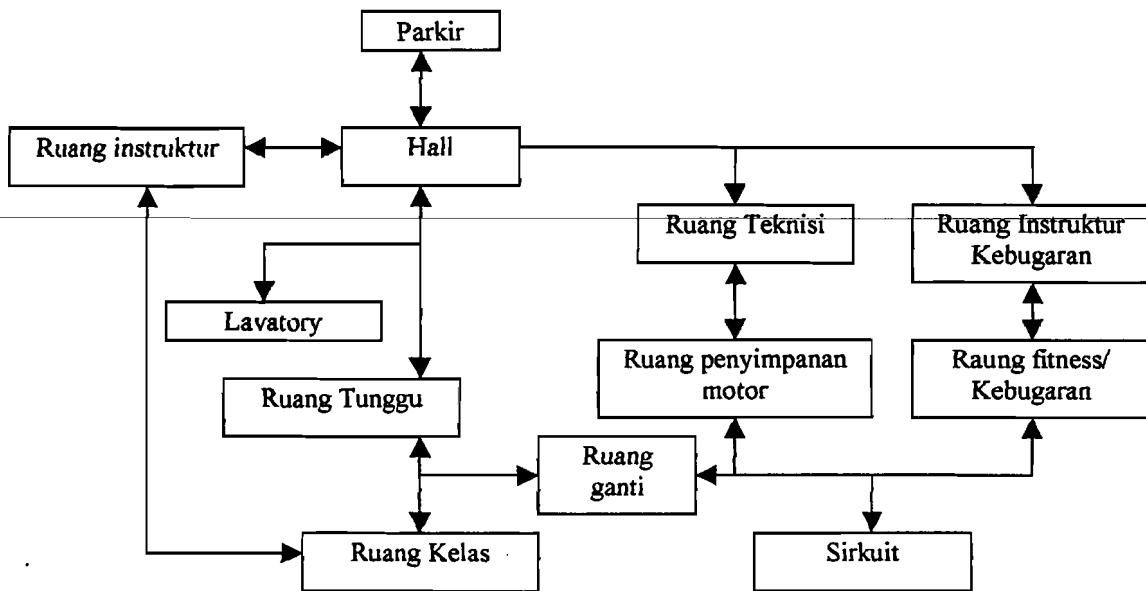 Parkir
Ruang instruktur
Hall
Ruang Teknisi
Ruang Instruktur
Kebugaran
Lavatory
Ruang penyimpanan
motor
Raung fitness/
Kebugaran
Ruang Tunggu
Ruang
ganti
Ruang Kelas
Sirkuit